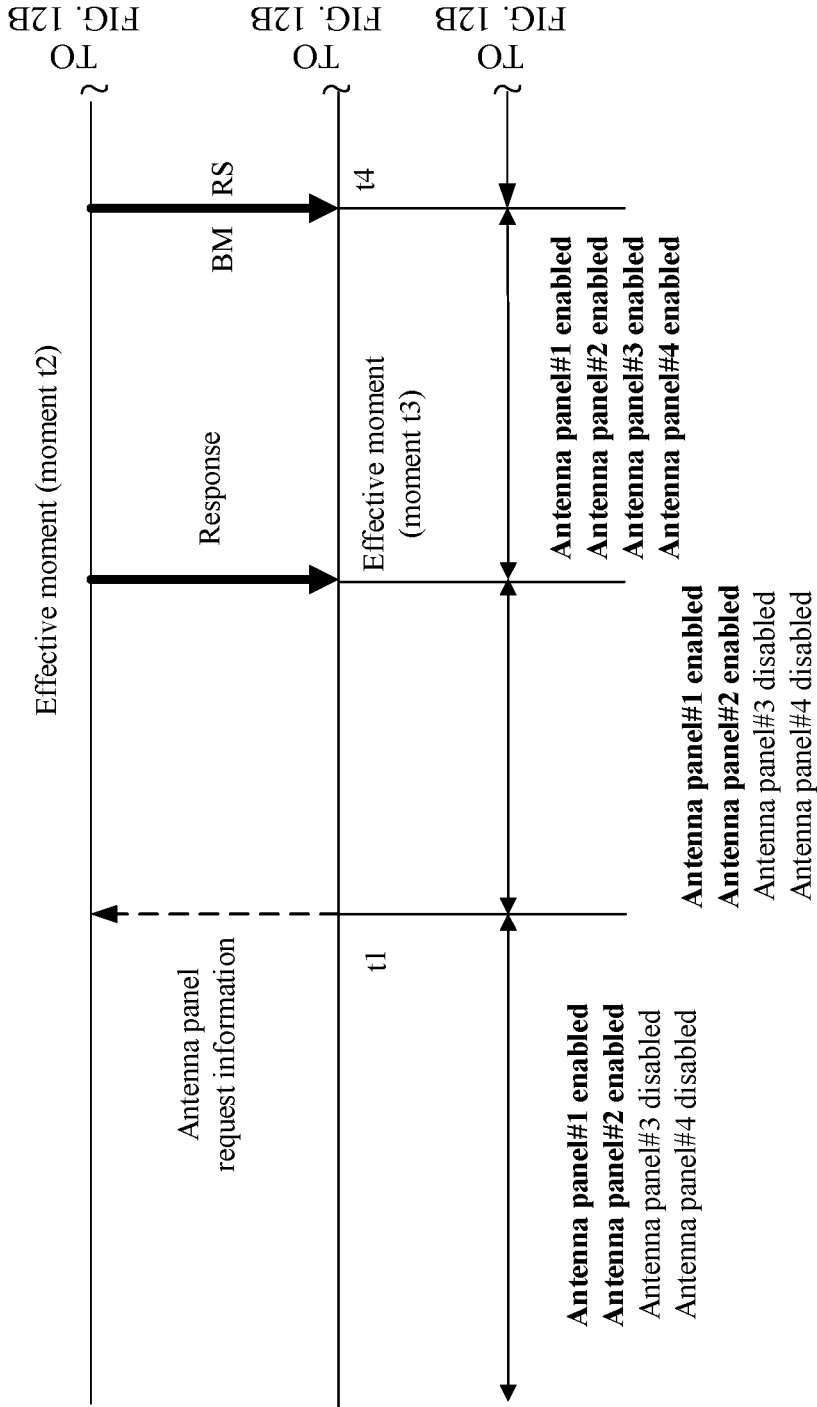 Effective moment (moment t2)
TO
FIG. 12B
Antenna panel
request information
Response
BM
RS
TO
FIG. 12B
t1
Effective moment
(moment t3)
t4
TO
FIG. 12B
Antenna panel#1 enabled
Antenna panel#2 enabled
Antenna panel#3 disabled
Antenna panel#4 disabled
Antenna panel#1 enabled
Antenna panel#2 enabled
Antenna panel#3 disabled
Antenna panel#4 disabled
Antenna panel#1 enabled
Antenna panel#2 enabled
Antenna panel#3 enabled
Antenna panel#4 enabled